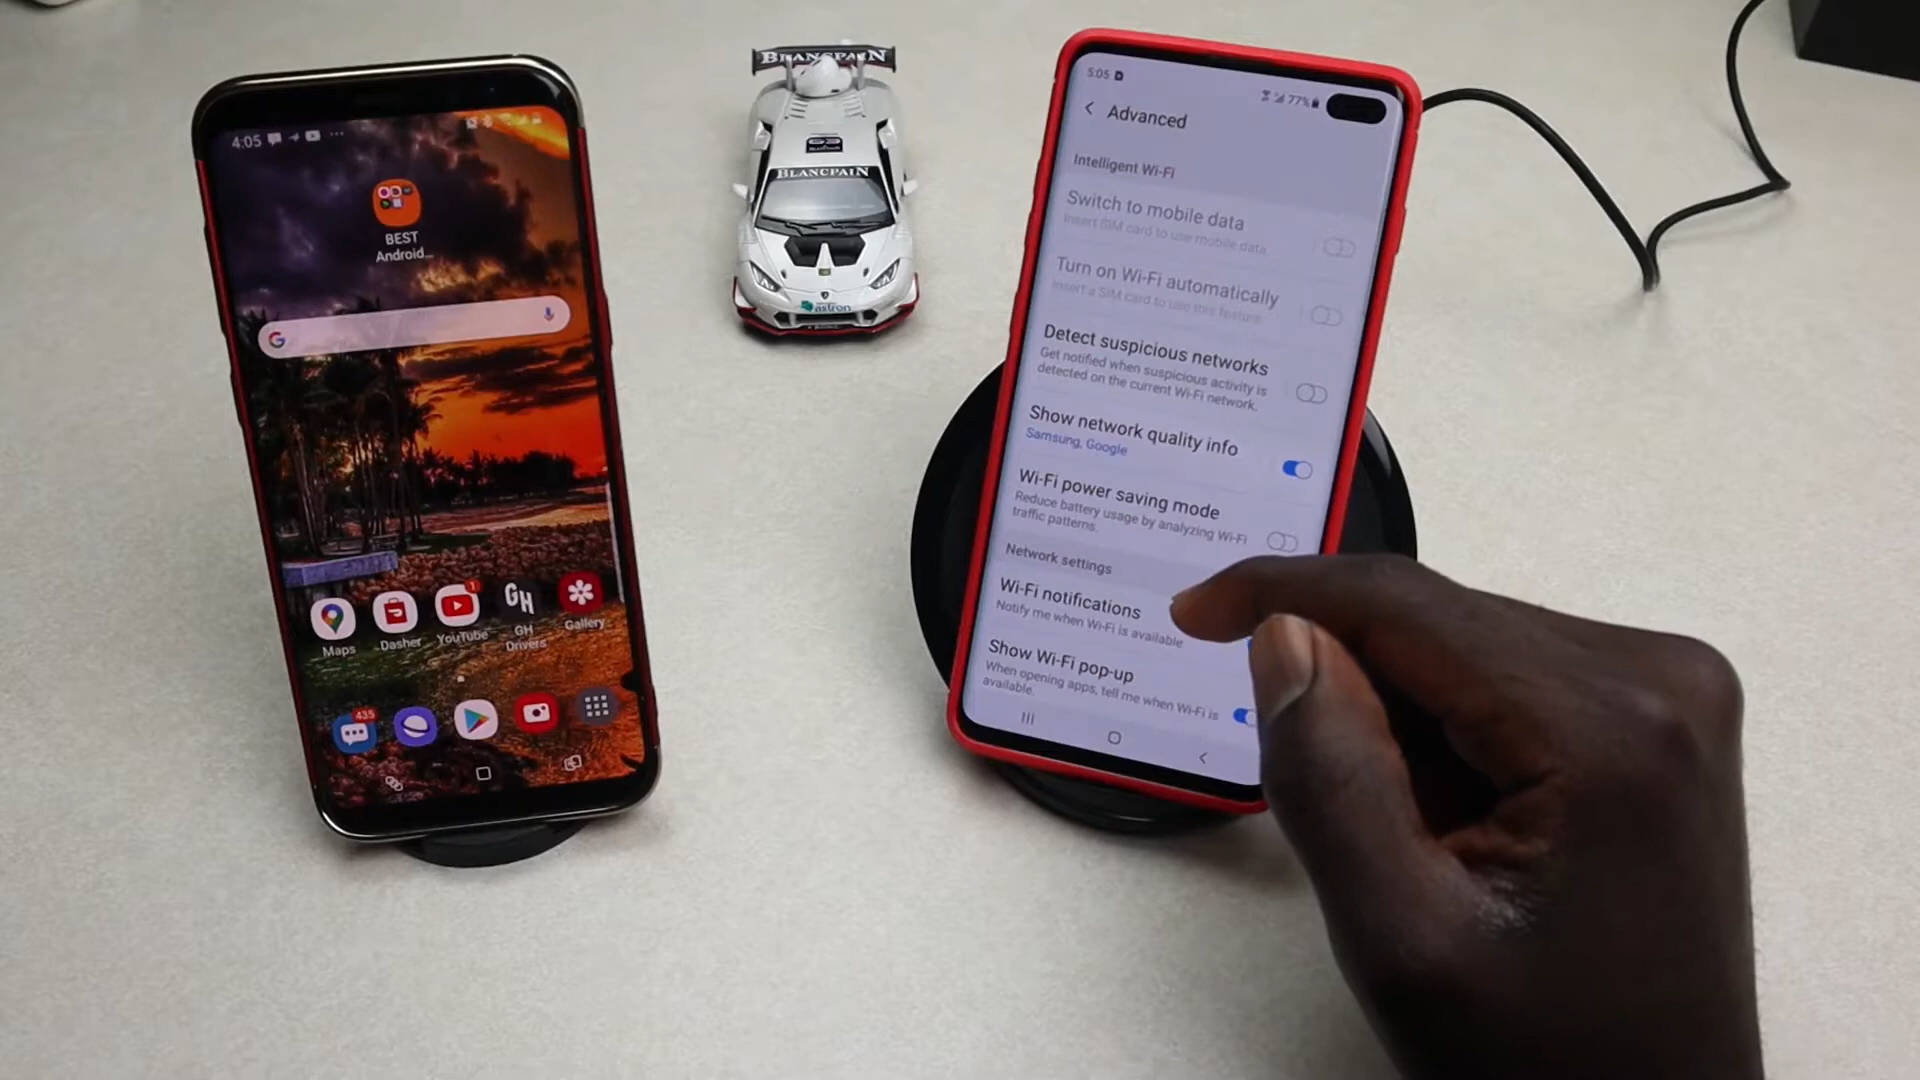 4:05
BEST
Android...
Maps
Dasher
1
YouTube
GH
GH
Drivers
Gallery
435
BLANCPAIN
BLANCPAIN
astron
5:05
77%
Advanced
Intelligent Wi-Fi
Switch to mobile data
Insert SIM card to use mobile data
Turn on Wi-Fi automatically
Insert a SIM card to use this feature.
Detect suspicious networks
Get notified when suspicious activity is
detected on the current Wi-Fi network.
Show network quality info
Samsung, Google
Wi-Fi power saving mode
Reduce battery usage by analyzing Wi-Fi
traffic patterns.
Network settings
Wi-Fi notifications
Notify me when Wi-Fi is available
Show Wi-Fi pop-up
When opening apps, tell me when Wi-Fi is
available.